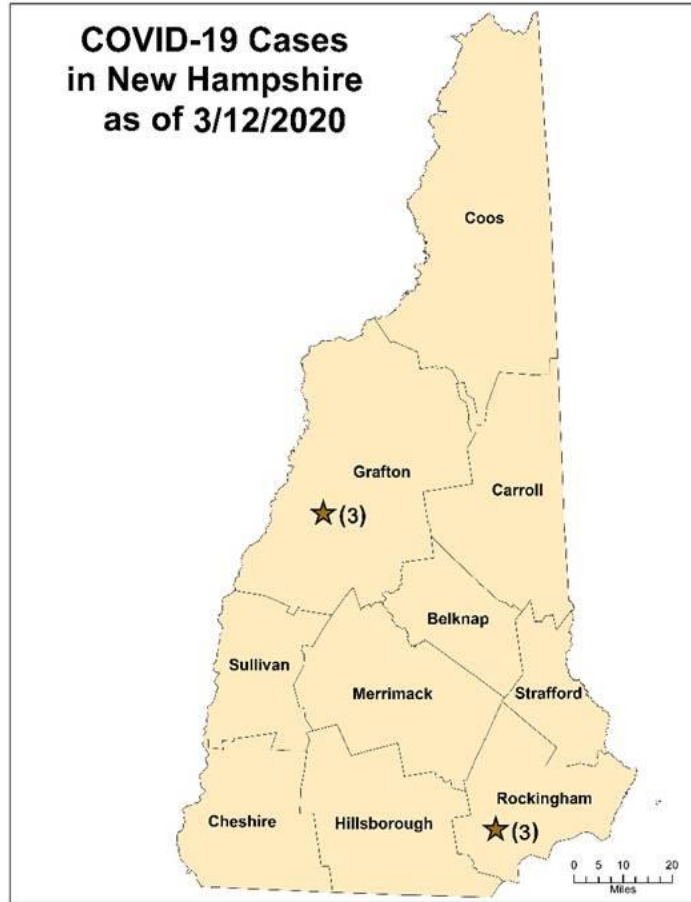 COVID-19 Cases
in New Hampshire
as of 3/12/2020
Coos
Grafton
Carroll
(3)
Belknap
Sullivan
Merrimack
Strafford
Rockingham
Cheshire
Hillsborough
(3)
0 5 10 20
Miles